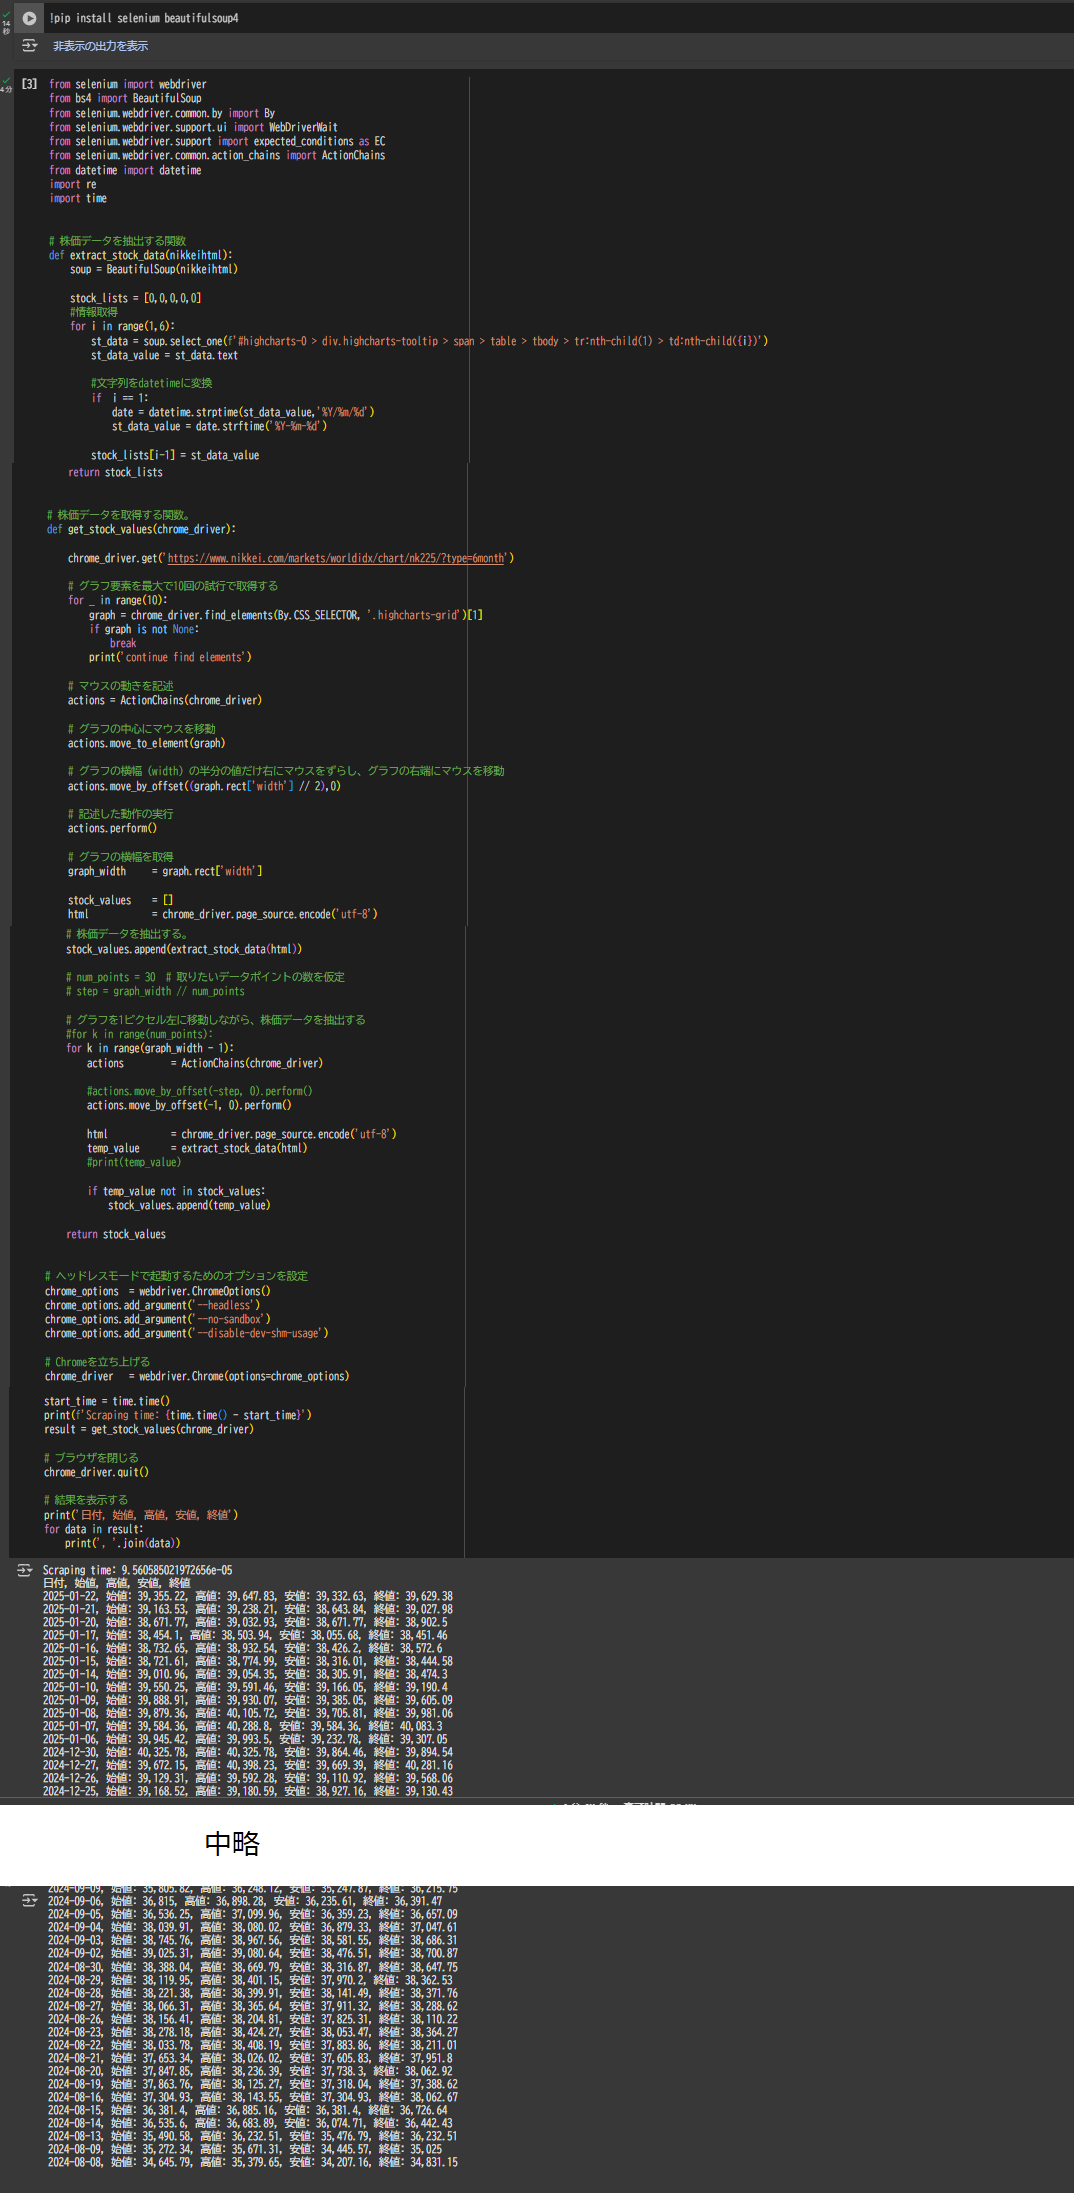 14
秒
!pip install selenium beautifulsoup4
非表示の出力を表示
4 分
[3]
from selenium import webdriver
from bs4 import BeautifulSoup
from selenium.webdriver.common.by import By
from selenium.webdriver.support.ui import WebDriverWait
from selenium.webdriver.support import expected_conditions as EC
from selenium.webdriver.common.action_chains import ActionChains
from datetime import datetime
import re
import time
# 株価データを抽出する関数
def extract_stock_data(nikkeihtml):
soup = BeautifulSoup(nikkeihtml)
stock_lists = [0,0,0,0,0]
#情報取得
for i in range(1,6):
st_data = soup.select_one(f'#highcharts-0 > div.highcharts-tooltip > span > table > tbody > tr:nth-child(1) > td:nth-child({i})')
st_data_value = st_data.text
#文字列をdatetimeに変換
if  i == 1:
date = datetime.strptime(st_data_value,'%Y/%m/%d')
st_data_value = date.strftime('%Y-%m-%d')
stock_lists[i-1] = st_data_value
return stock_lists
# 株価データを取得する関数。
def get_stock_values(chrome_driver):
chrome_driver.get('https://www.nikkei.com/markets/worldidx/chart/nk225/?type=6month')
# グラフ要素を最大で10回の試行で取得する
for _ in range(10):
graph = chrome_driver.find_elements(By.CSS_SELECTOR, '.highcharts-grid')[1]
if graph is not None:
break
print('continue find elements')
# マウスの動きを記述
actions = ActionChains(chrome_driver)
# グラフの中心にマウスを移動
actions.move_to_element(graph)
# グラフの横幅（width）の半分の値だけ右にマウスをずらし、グラフの右端にマウスを移動
actions.move_by_offset((graph.rect['width'] // 2),0)
# 記述した動作の実行
actions.perform()
# グラフの横幅を取得
graph_width    = graph.rect['width']
stock_values   = []
html           = chrome_driver.page_source.encode('utf-8')
# 株価データを抽出する。
stock_values.append(extract_stock_data(html))
# num_points = 30  # 取りたいデータポイントの数を仮定
# step = graph_width // num_points
# グラフを1ピクセル左に移動しながら、株価データを抽出する
#for k in range(num_points):
for k in range(graph_width - 1):
actions        = ActionChains(chrome_driver)
#actions.move_by_offset(-step, 0).perform()
actions.move_by_offset(-1, 0).perform()
html           = chrome_driver.page_source.encode('utf-8')
temp_value     = extract_stock_data(html)
#print(temp_value)
if temp_value not in stock_values:
stock_values.append(temp_value)
return stock_values
# ヘッドレスモードで起動するためのオプションを設定
chrome_options  = webdriver.ChromeOptions()
chrome_options.add_argument('--headless')
chrome_options.add_argument('--no-sandbox')
chrome_options.add_argument('--disable-dev-shm-usage')
# Chromeを立ち上げる
chrome_driver   = webdriver.Chrome(options=chrome_options)
start_time = time.time()
print(f'Scraping time: {time.time() - start_time}')
result = get_stock_values(chrome_driver)
# ブラウザを閉じる
chrome_driver.quit()
# 結果を表示する
print('日付, 始値, 高値, 安値, 終値')
for data in result:
print(', '.join(data))
Scraping time: 9.560585021972656e-05
日付, 始値, 高値, 安値, 終値
2025-01-22, 始値: 39,355.22, 高値: 39,647.83, 安値: 39,332.63, 終値: 39,629.38
2025-01-21, 始値: 39,163.53, 高値: 39,238.21, 安値: 38,643.84, 終値: 39,027.98
2025-01-20, 始値: 38,671.77, 高値: 39,032.93, 安値: 38,671.77, 終値: 38,902.5
2025-01-17, 始値: 38,454.1, 高値: 38,503.94, 安値: 38,055.68, 終値: 38,451.46
2025-01-16, 始値: 38,732.65, 高値: 38,932.54, 安値: 38,426.2, 終値: 38,572.6
2025-01-15, 始値: 38,721.61, 高値: 38,774.99, 安値: 38,316.01, 終値: 38,444.58
2025-01-14, 始値: 39,010.96, 高値: 39,054.35, 安値: 38,305.91, 終値: 38,474.3
2025-01-10, 始値: 39,550.25, 高値: 39,591.46, 安値: 39,166.05, 終値: 39,190.4
2025-01-09, 始値: 39,888.91, 高値: 39,930.07, 安値: 39,385.05, 終値: 39,605.09
2025-01-08, 始値: 39,879.36, 高値: 40,105.72, 安値: 39,705.81, 終値: 39,981.06
2025-01-07, 始値: 39,584.36, 高値: 40,288.8, 安値: 39,584.36, 終値: 40,083.3
2025-01-06, 始値: 39,945.42, 高値: 39,993.5, 安値: 39,232.78, 終値: 39,307.05
2024-12-30, 始値: 40,325.78, 高値: 40,325.78, 安値: 39,864.46, 終値: 39,894.54
2024-12-27, 始値: 39,672.15, 高値: 40,398.23, 安値: 39,669.39, 終値: 40,281.16
2024-12-26, 始値: 39,129.31, 高値: 39,592.28, 安値: 39,110.92, 終値: 39,568.06
2024-12-25, 始値: 39,168.52, 高値: 39,180.59, 安値: 38,927.16, 終値: 39,130.43
中略
2024-09-09, 始値: 35,805.82, 高値: 36,248.12, 安値: 35,247.87, 終値: 36,215.75
2024-09-06, 始値: 36,815, 高値: 36,898.28, 安値: 36,235.61, 終値: 36,391.47
2024-09-05, 始値: 36,536.25, 高値: 37,099.96, 安値: 36,359.23, 終値: 36,657.09
2024-09-04, 始値: 38,039.91, 高値: 38,080.02, 安値: 36,879.33, 終値: 37,047.61
2024-09-03, 始値: 38,745.76, 高値: 38,967.56, 安値: 38,581.55, 終値: 38,686.31
2024-09-02, 始値: 39,025.31, 高値: 39,080.64, 安値: 38,476.51, 終値: 38,700.87
2024-08-30, 始値: 38,388.04, 高値: 38,669.79, 安値: 38,316.87, 終値: 38,647.75
2024-08-29, 始値: 38,119.95, 高値: 38,401.15, 安値: 37,970.2, 終値: 38,362.53
2024-08-28, 始値: 38,221.38, 高値: 38,399.91, 安値: 38,141.49, 終値: 38,371.76
2024-08-27, 始値: 38,066.31, 高値: 38,365.64, 安値: 37,911.32, 終値: 38,288.62
2024-08-26, 始値: 38,156.41, 高値: 38,204.81, 安値: 37,825.31, 終値: 38,110.22
2024-08-23, 始値: 38,278.18, 高値: 38,424.27, 安値: 38,053.47, 終値: 38,364.27
2024-08-22, 始値: 38,033.78, 高値: 38,408.19, 安値: 37,883.86, 終値: 38,211.01
2024-08-21, 始値: 37,653.34, 高値: 38,026.02, 安値: 37,605.83, 終値: 37,951.8
2024-08-20, 始値: 37,847.85, 高値: 38,236.39, 安値: 37,738.3, 終値: 38,062.92
2024-08-19, 始値: 37,863.76, 高値: 38,125.27, 安値: 37,318.04, 終値: 37,388.62
2024-08-16, 始値: 37,304.93, 高値: 38,143.55, 安値: 37,304.93, 終値: 38,062.67
2024-08-15, 始値: 36,381.4, 高値: 36,885.16, 安値: 36,381.4, 終値: 36,726.64
2024-08-14, 始値: 36,535.6, 高値: 36,683.89, 安値: 36,074.71, 終値: 36,442.43
2024-08-13, 始値: 35,490.58, 高値: 36,232.51, 安値: 35,476.79, 終値: 36,232.51
2024-08-09, 始値: 35,272.34, 高値: 35,671.31, 安値: 34,445.57, 終値: 35,025
2024-08-08, 始値: 34,645.79, 高値: 35,379.65, 安値: 34,207.16, 終値: 34,831.15